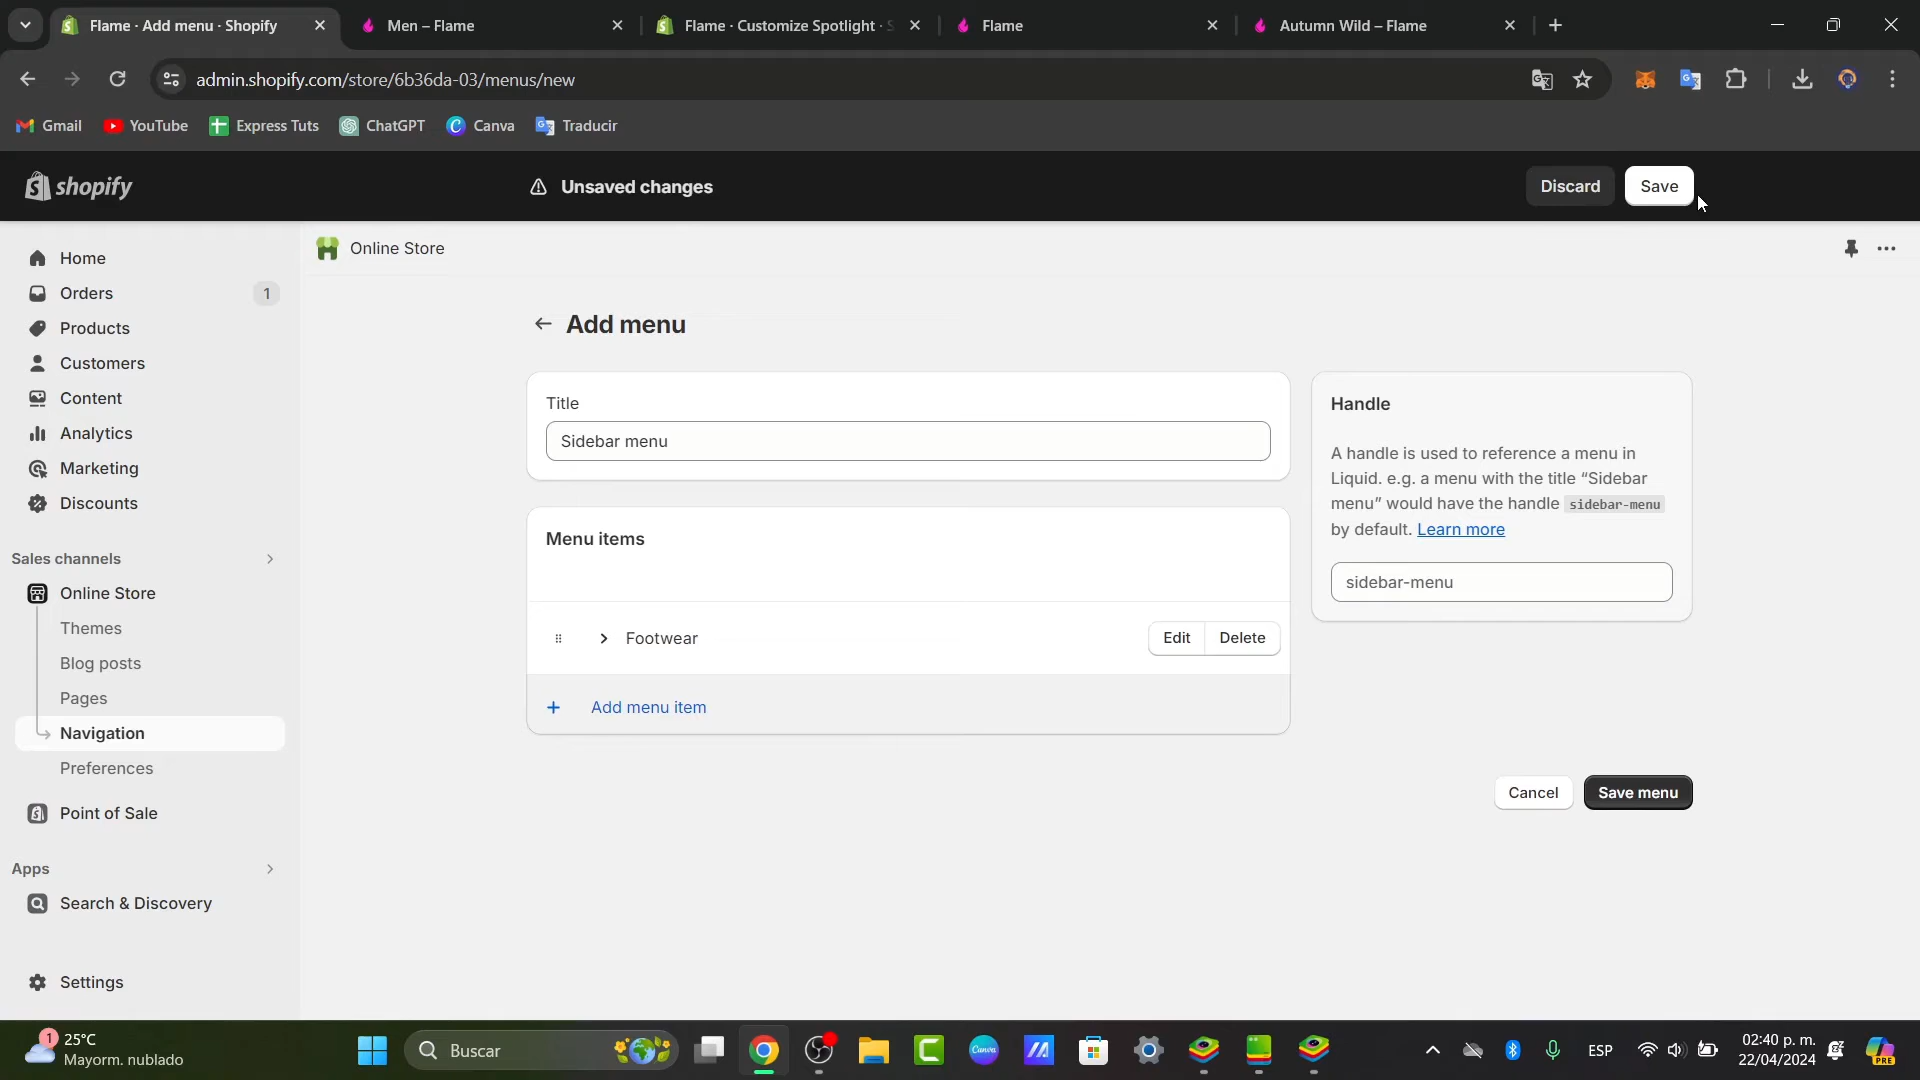 Flame · Add menu · Shopify
Men – Flame
Flame · Customize Spotlight ·
Flame
Autumn Wild – Flame
admin.shopify.com/store/6b36da-03/menus/new
Gmail
YouTube
Express Tuts
ChatGPT
Canva
Traducir
shopify
Unsaved changes
Discard
Save
Home
Orders
1
Products
Customers
Content
Analytics
Marketing
Discounts
Sales channels
Online Store
Themes
Blog posts
Pages
Navigation
Preferences
Point of Sale
Apps
Search & Discovery
Settings
Online Store
Add menu
Title
Sidebar menu
Menu items
Footwear
Edit
Delete
Add menu item
Handle
A handle is used to reference a menu in
Liquid. e.g. a menu with the title “Sidebar
menu” would have the handle sidebar-menu
by default. Learn more
sidebar-menu
Cancel
Save menu
1
25°C
Mayorm. nublado
Buscar
Canva
PRE
ESP
02:40 p. m.
22/04/2024